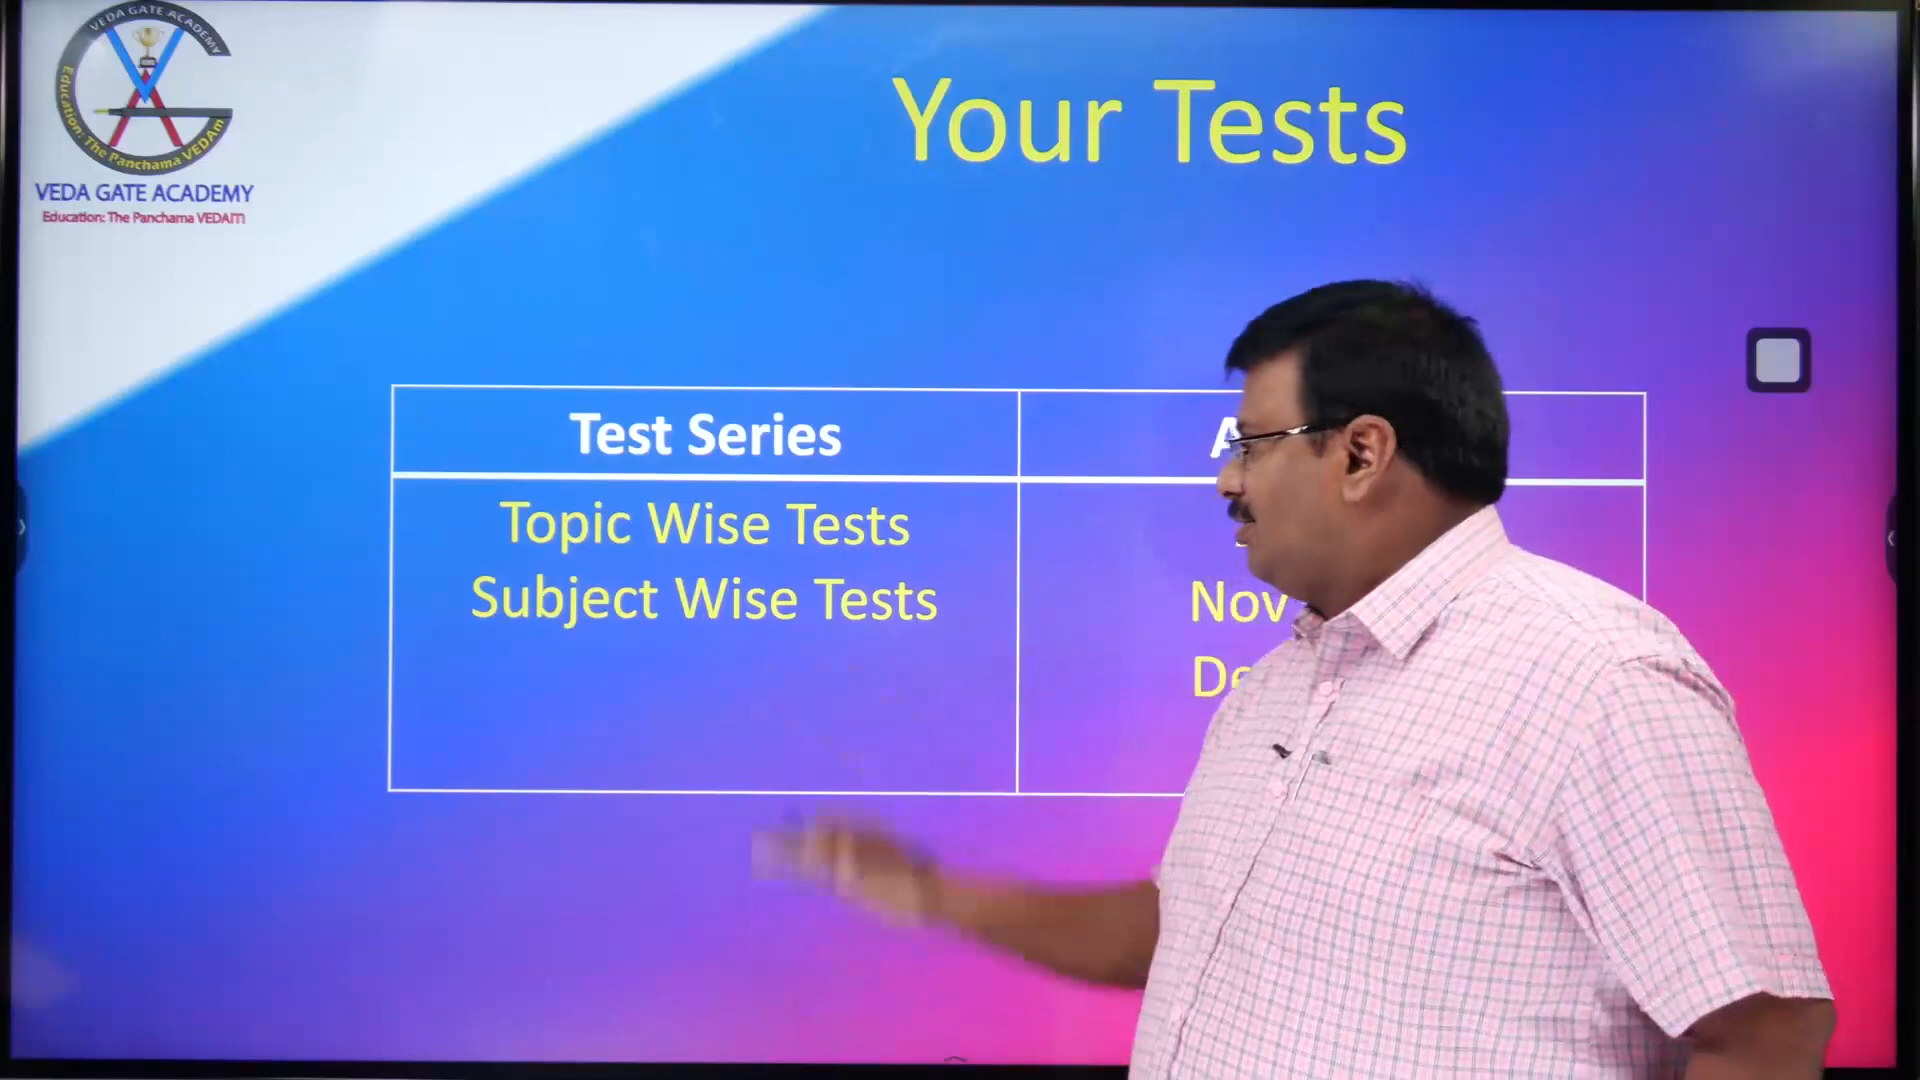 VEDA GATE ACADEMY
Education: The Panchama VEDAm
VEDA GATE ACADEMY
Education: The Panchama VEDAm
Your Tests
Test Series
Topic Wise Tests
Subject Wise Tests
Nov